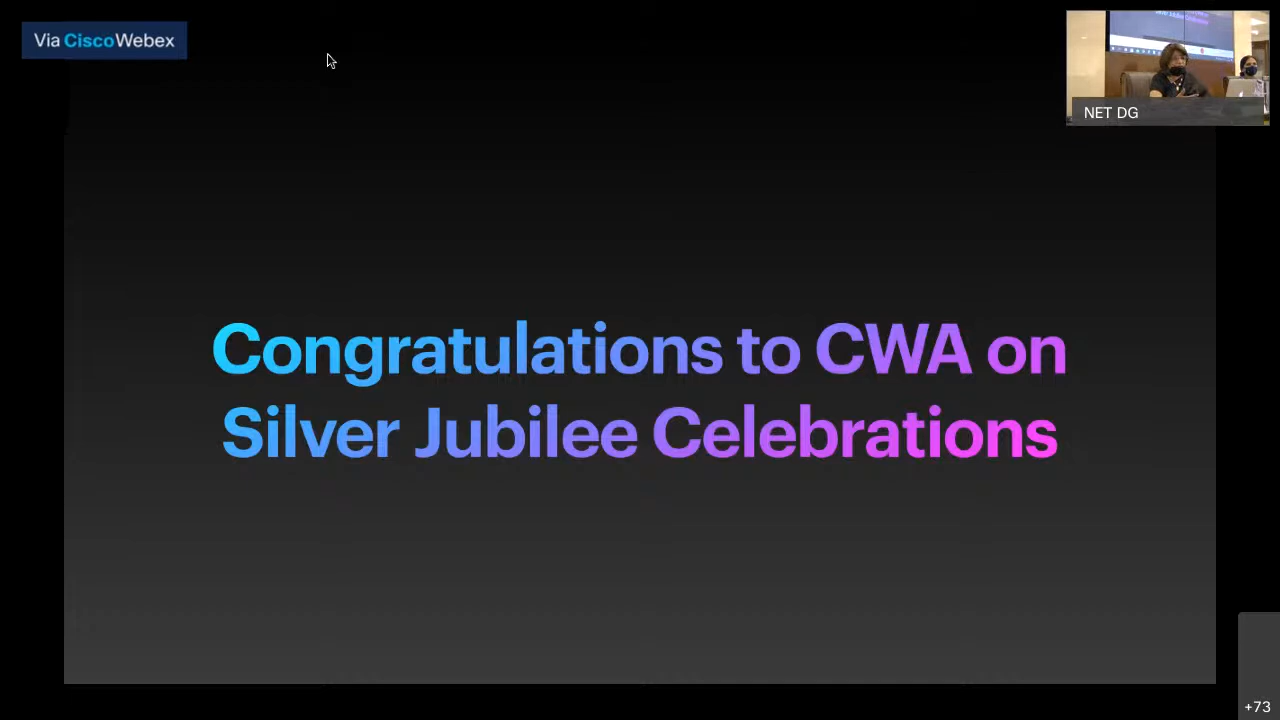 Via CiscoWebex
NET DG
Congratulations to CWA on
Silver Jubilee Celebrations
+73